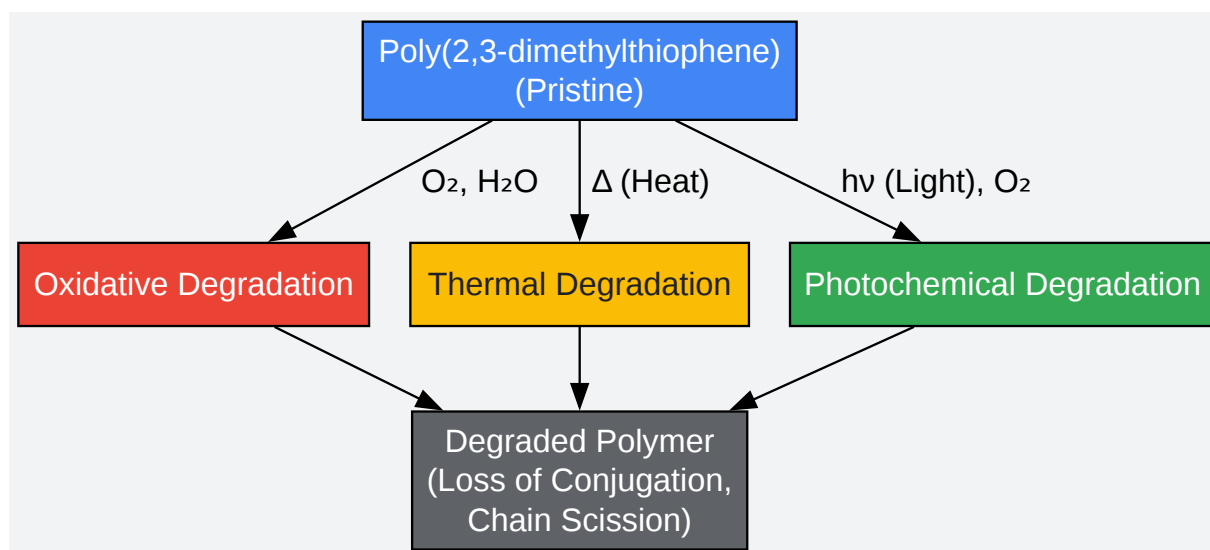 Poly(2,3-dimethylthiophene)
(Pristine)
O₂, H₂O
Δ (Heat)
hν (Light), O₂
Oxidative Degradation
Thermal Degradation
Photochemical Degradation
Degraded Polymer
(Loss of Conjugation,
Chain Scission)